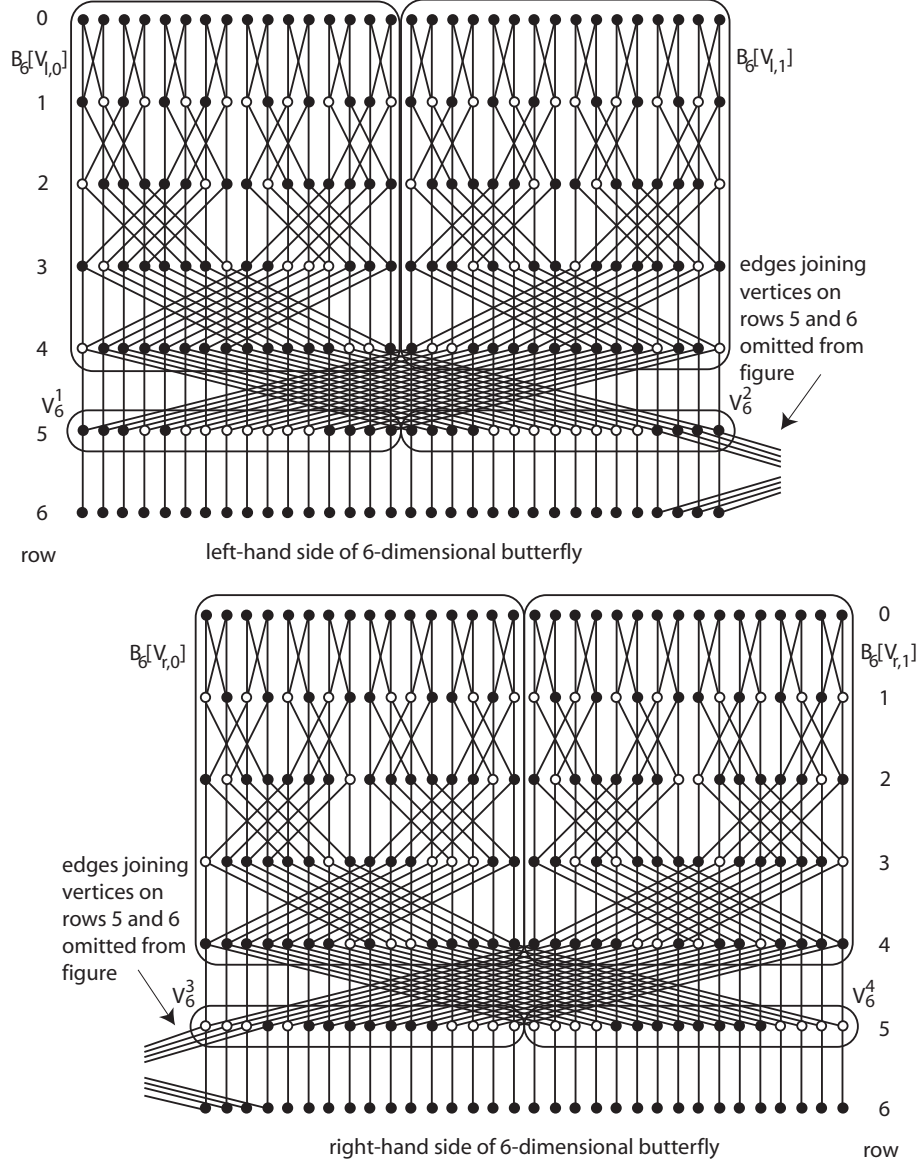 0
B6[Vl,0]
B6[Vl,1]
1
2
3
edges joining
vertices on
rows 5 and 6
omitted from
figure
4
V6^1
V6^2
5
6
row
left-hand side of 6-dimensional butterfly
0
B6[Vr,0]
B6[Vr,1]
1
2
3
edges joining
vertices on
rows 5 and 6
omitted from
figure
4
V6^3
V6^4
5
6
right-hand side of 6-dimensional butterfly
row